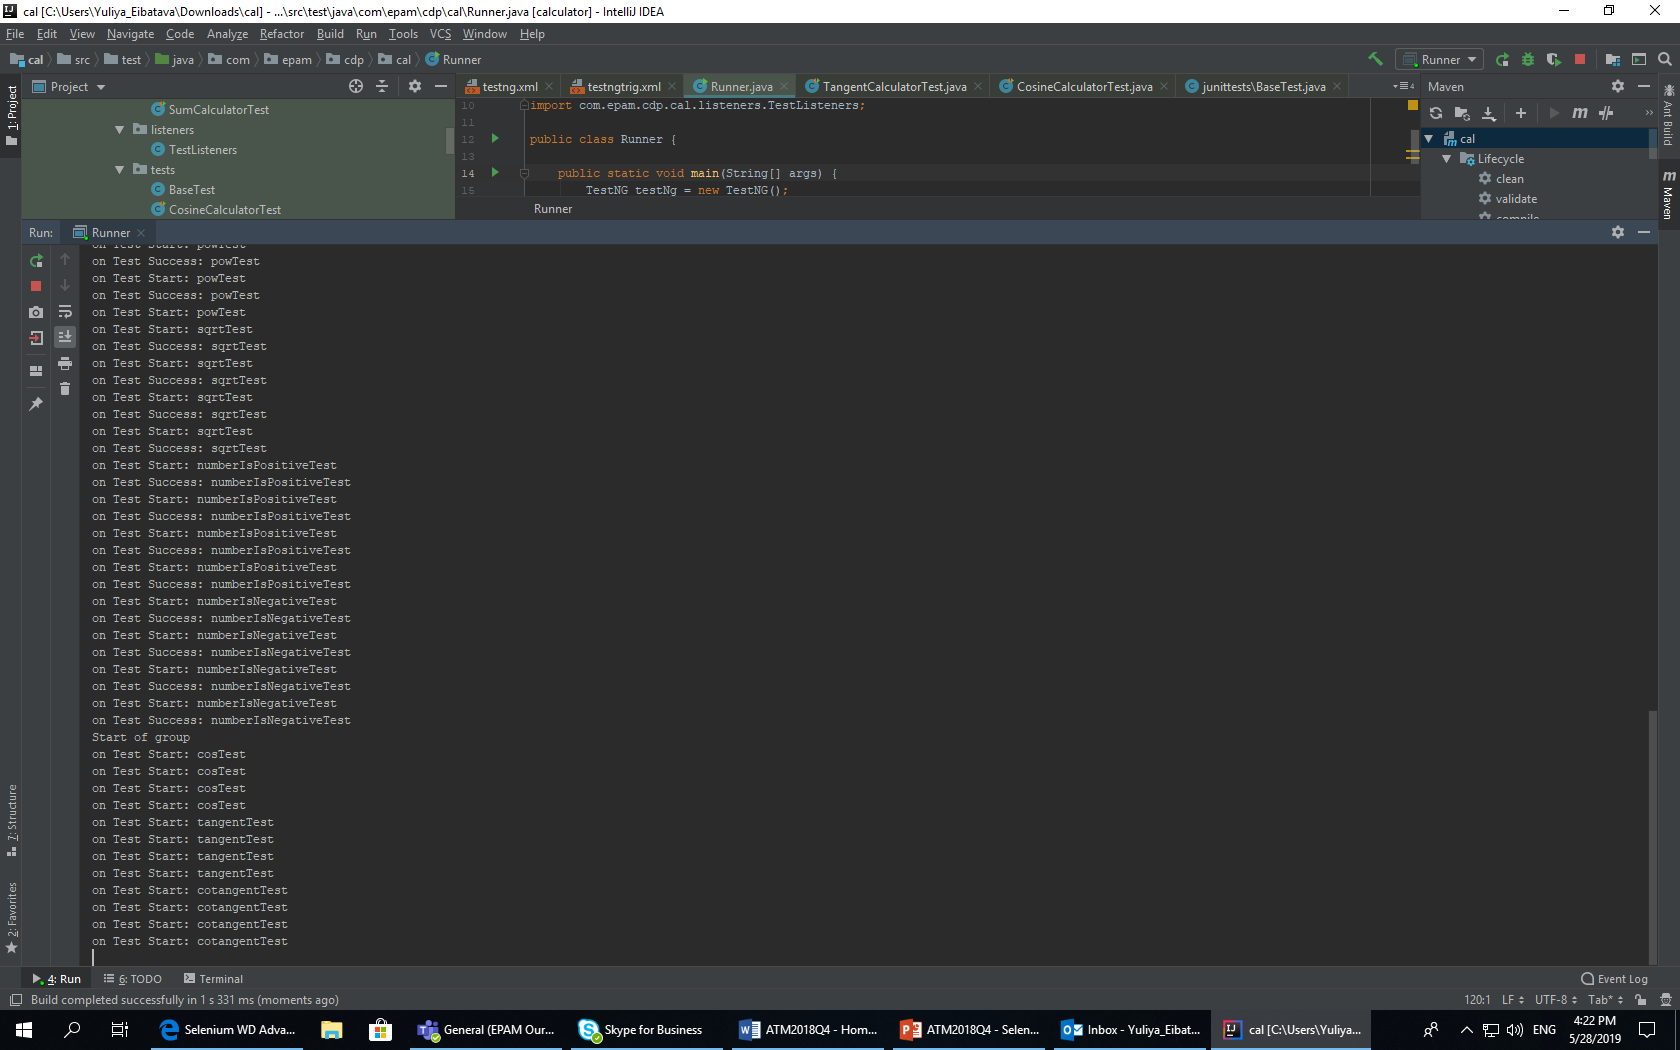 cal [C:\Users\Yuliya_Eibatava\Downloads\cal] - ...\src\test\java\com\epam\cdp\cal\Runner.java [calculator] - IntelliJ IDEA
File Edit View Navigate Code Analyze Refactor Build Run Tools VCS Window Help
cal src test java com epam cdp cal Runner
Runner
Project
testng.xml testngtrig.xml Runner.java TangentCalculatorTest.java CosineCalculatorTest.java junittests\BaseTest.java
Maven
1: Project
SumCalculatorTest
listeners
TestListeners
tests
BaseTest
CosineCalculatorTest
10 import com.epam.cdp.cal.listeners.TestListeners;
11
12 public class Runner {
13
14 public static void main(String[] args) {
15 TestNG testNg = new TestNG();
Runner
cal
Lifecycle
clean
validate
compile
Ant Build
Maven
Run: Runner
on Test Start: powTest
on Test Success: powTest
on Test Start: powTest
on Test Success: powTest
on Test Start: powTest
on Test Start: sqrtTest
on Test Success: sqrtTest
on Test Start: sqrtTest
on Test Success: sqrtTest
on Test Start: sqrtTest
on Test Success: sqrtTest
on Test Start: sqrtTest
on Test Success: sqrtTest
on Test Start: numberIsPositiveTest
on Test Success: numberIsPositiveTest
on Test Start: numberIsPositiveTest
on Test Success: numberIsPositiveTest
on Test Start: numberIsPositiveTest
on Test Success: numberIsPositiveTest
on Test Start: numberIsPositiveTest
on Test Success: numberIsPositiveTest
on Test Start: numberIsNegativeTest
on Test Success: numberIsNegativeTest
on Test Start: numberIsNegativeTest
on Test Success: numberIsNegativeTest
on Test Start: numberIsNegativeTest
on Test Success: numberIsNegativeTest
on Test Start: numberIsNegativeTest
on Test Success: numberIsNegativeTest
Start of group
on Test Start: cosTest
on Test Start: cosTest
on Test Start: cosTest
on Test Start: cosTest
on Test Start: tangentTest
on Test Start: tangentTest
on Test Start: tangentTest
on Test Start: tangentTest
on Test Start: cotangentTest
on Test Start: cotangentTest
on Test Start: cotangentTest
on Test Start: cotangentTest
7: Structure
2: Favorites
4: Run 6: TODO Terminal Event Log
Build completed successfully in 1 s 331 ms (moments ago) 120:1 LF UTF-8 Tab*
Selenium WD Adva... General (EPAM Our... Skype for Business ATM2018Q4 - Hom... ATM2018Q4 - Selen... Inbox - Yuliya_Eibat... cal [C:\Users\Yuliya... ENG 4:22 PM
5/28/2019